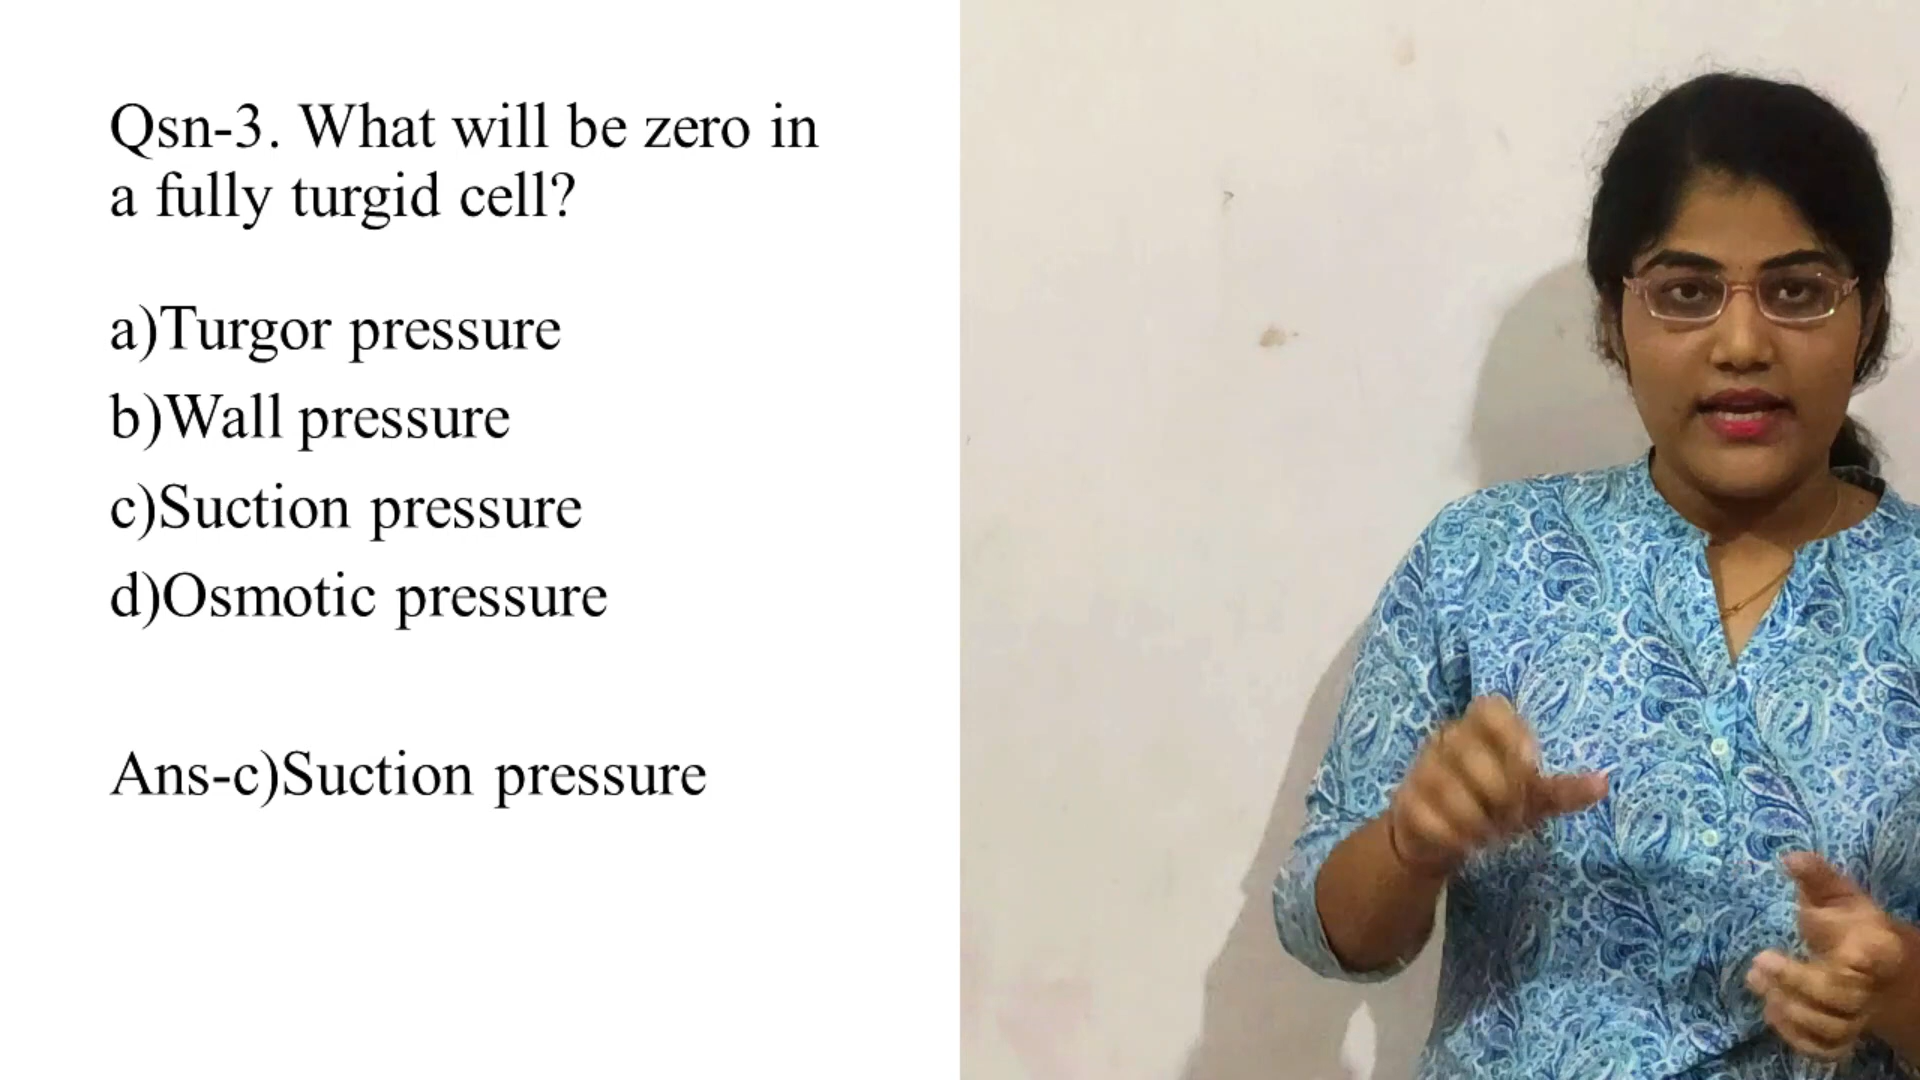 Qsn-3. What will be zero in
a fully turgid cell?
a)Turgor pressure
b)Wall pressure
c)Suction pressure
d)Osmotic pressure
Ans-c)Suction pressure